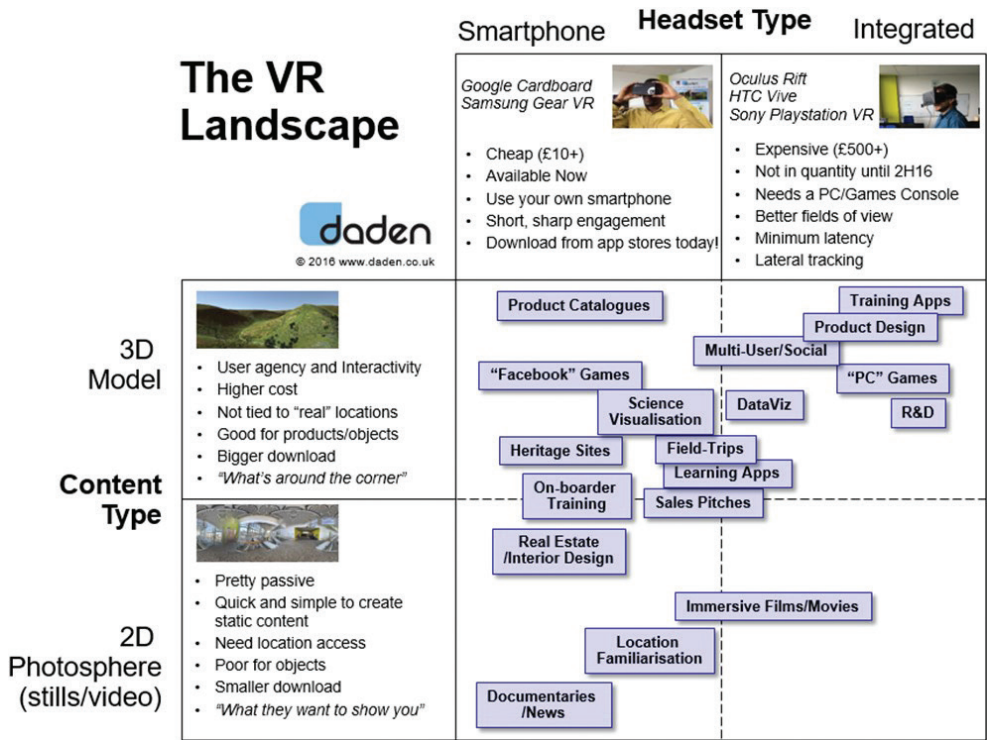 Headset Type
Smartphone
Integrated
The VR
Landscape
daden
© 2016 www.daden.co.uk
Google Cardboard
Samsung Gear VR
• Cheap (£10+)
• Available Now
• Use your own smartphone
• Short, sharp engagement
• Download from app stores today!
Oculus Rift
HTC Vive
Sony Playstation VR
• Expensive (£500+)
• Not in quantity until 2H16
• Needs a PC/Games Console
• Better fields of view
• Minimum latency
• Lateral tracking
Content
Type
3D
Model
• User agency and Interactivity
• Higher cost
• Not tied to “real” locations
• Good for products/objects
• Bigger download
• “What’s around the corner”
Product Catalogues
Training Apps
Product Design
Multi-User/Social
“Facebook” Games
“PC” Games
Science
Visualisation
DataViz
R&D
Heritage Sites
Field-Trips
Learning Apps
On-boarder
Training
Sales Pitches
2D
Photosphere
(stills/video)
• Pretty passive
• Quick and simple to create
static content
• Need location access
• Poor for objects
• Smaller download
• “What they want to show you”
Real Estate
/Interior Design
Immersive Films/Movies
Location
Familiarisation
Documentaries
/News